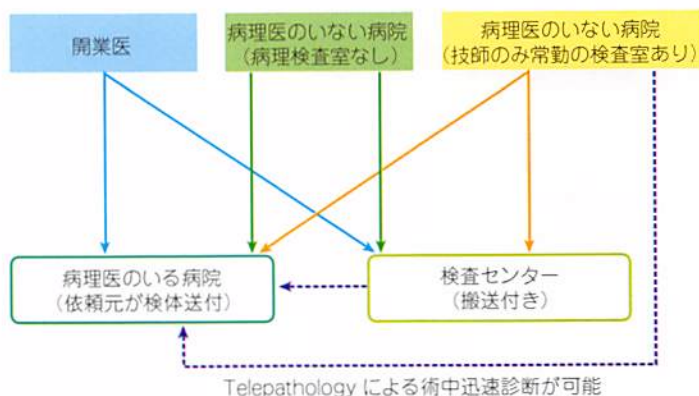 開業医
病理医のいない病院
(病理検査室なし)
病理医のいない病院
(技師のみ常勤の検査室あり)
病理医のいる病院
(依頼元が検体送付)
検査センター
(搬送付き)
Telepathology による術中迅速診断が可能